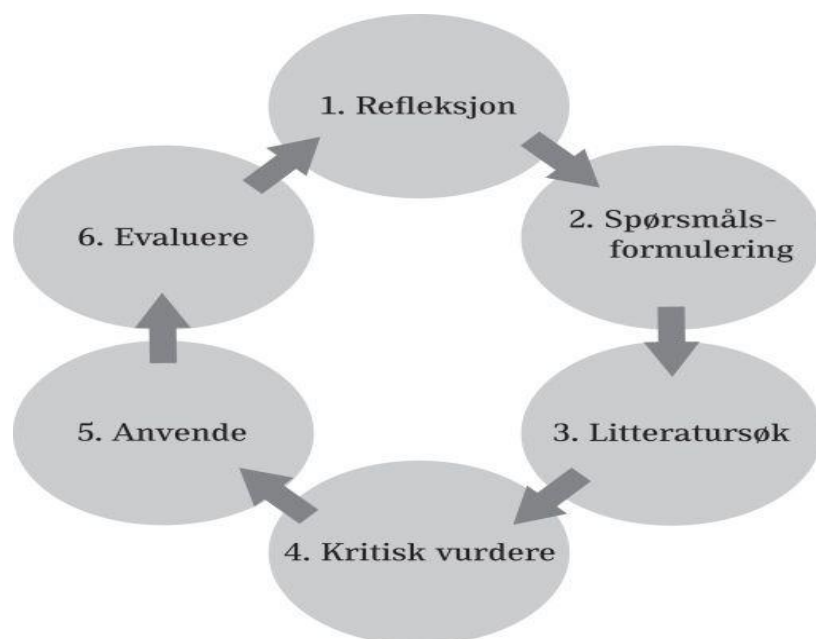 1. Refleksjon
2. Spørsmåls-
formulering
3. Litteratursøk
4. Kritisk vurdere
5. Anvende
6. Evaluere